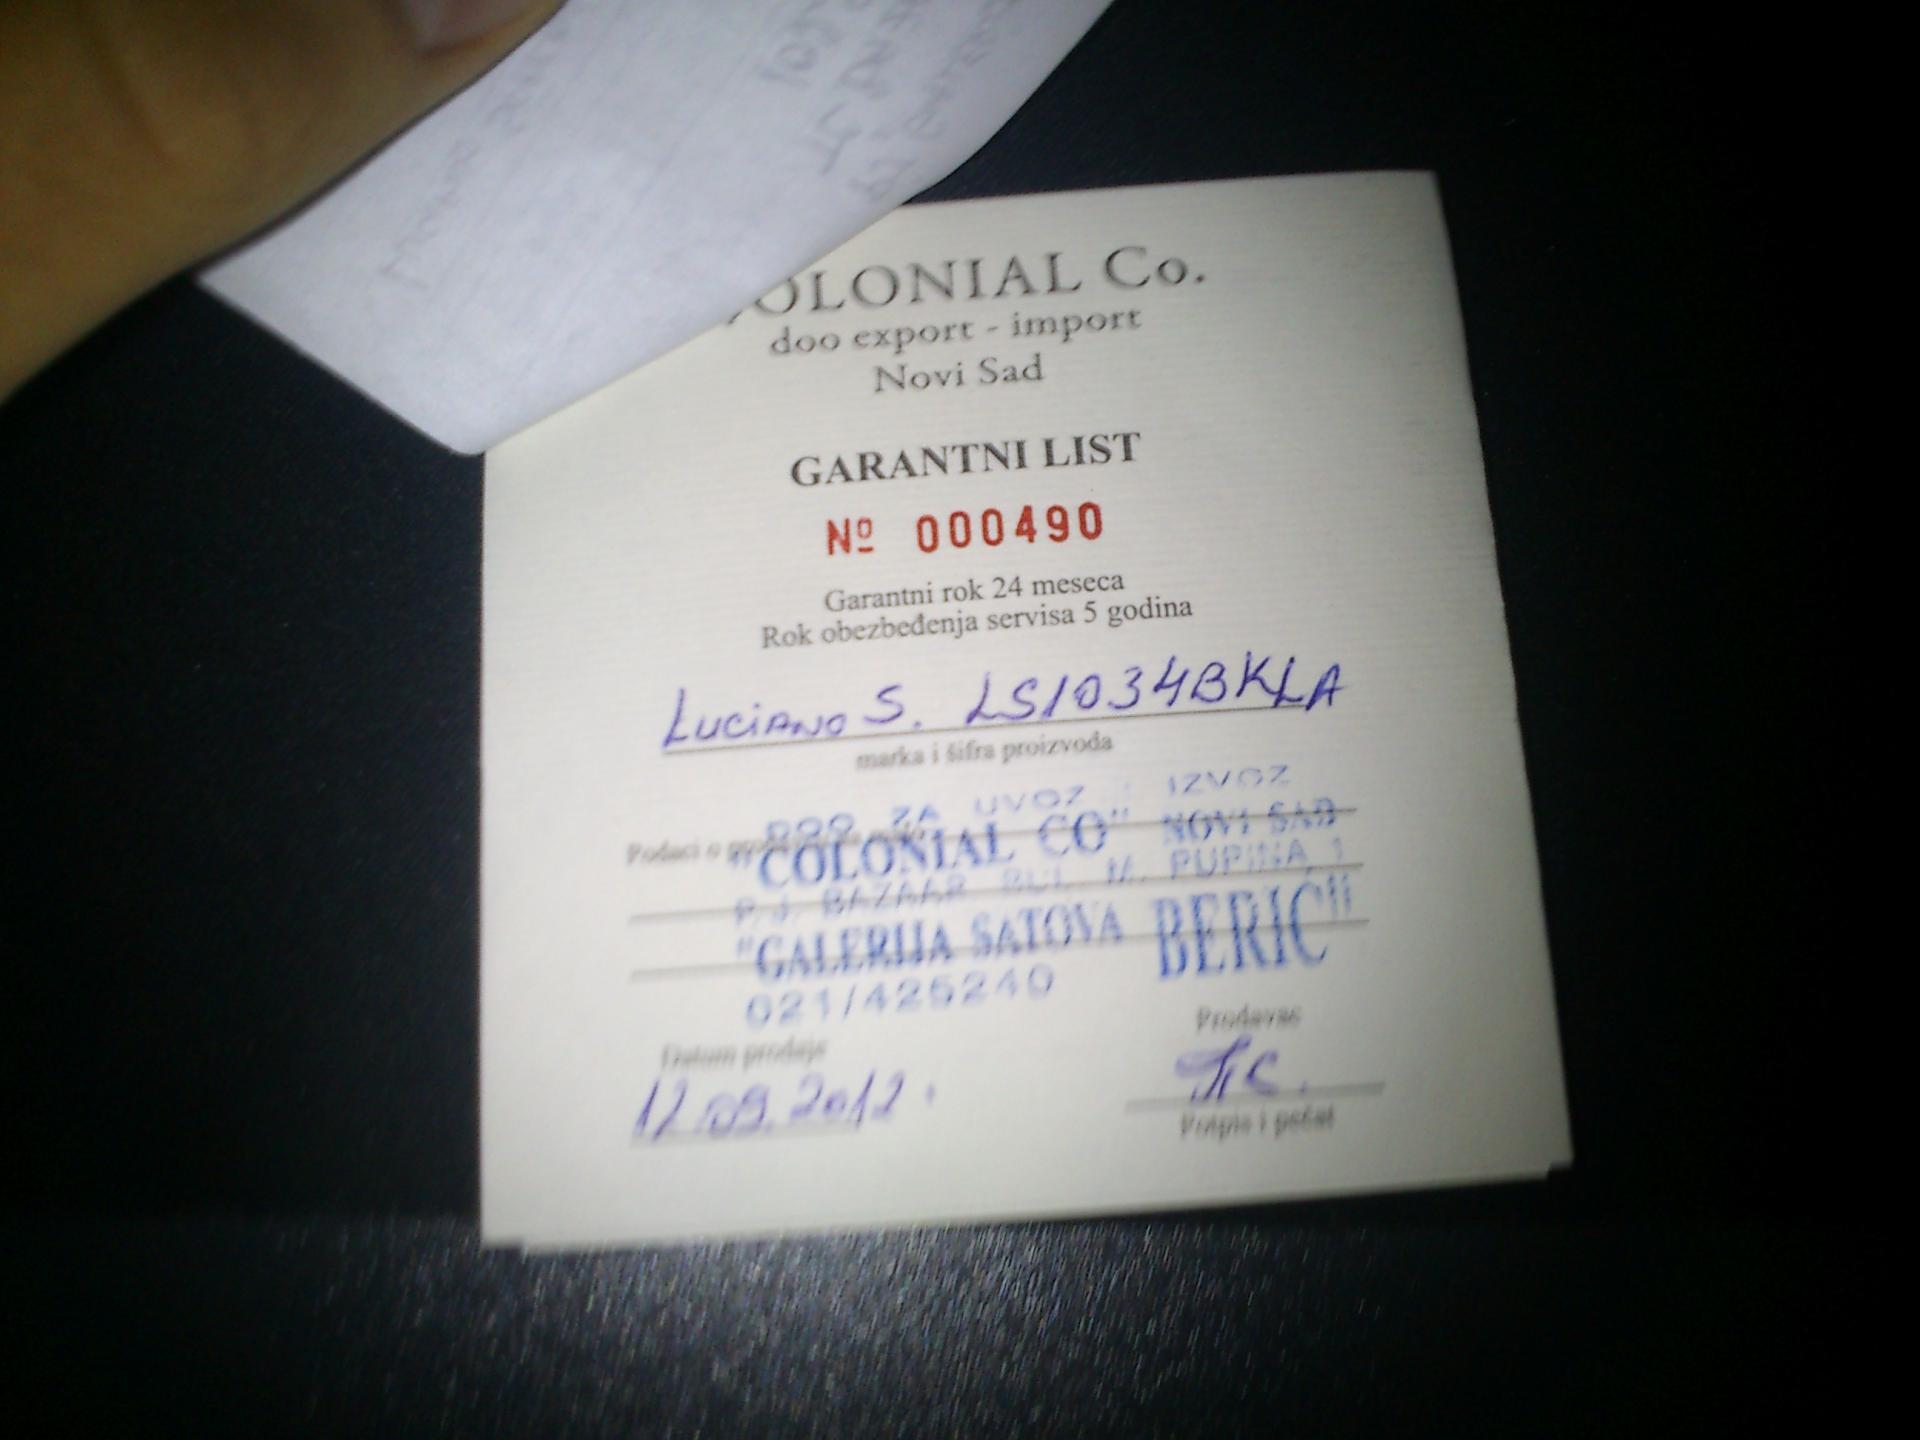 OLONIAL Co.
doo export - import
Novi Sad
GARANTNI LIST
Nº 000490
Garantni rok 24 meseca
Rok obezbeđenja servisa 5 godina
Luciano S. LS1034BKLA
marka i šifra proizvoda
DOO ZA UVOZ IZVOZ
Podaci o
"COLONIAL CO" NOVI SAD
P.J. BAZAAR BUL. M. PUPINA 1
"GALERIJA SATOVA BERIĆ"
021/425240
Prodavac
Datum prodaje
12.09.2012.
Potpis i pečat